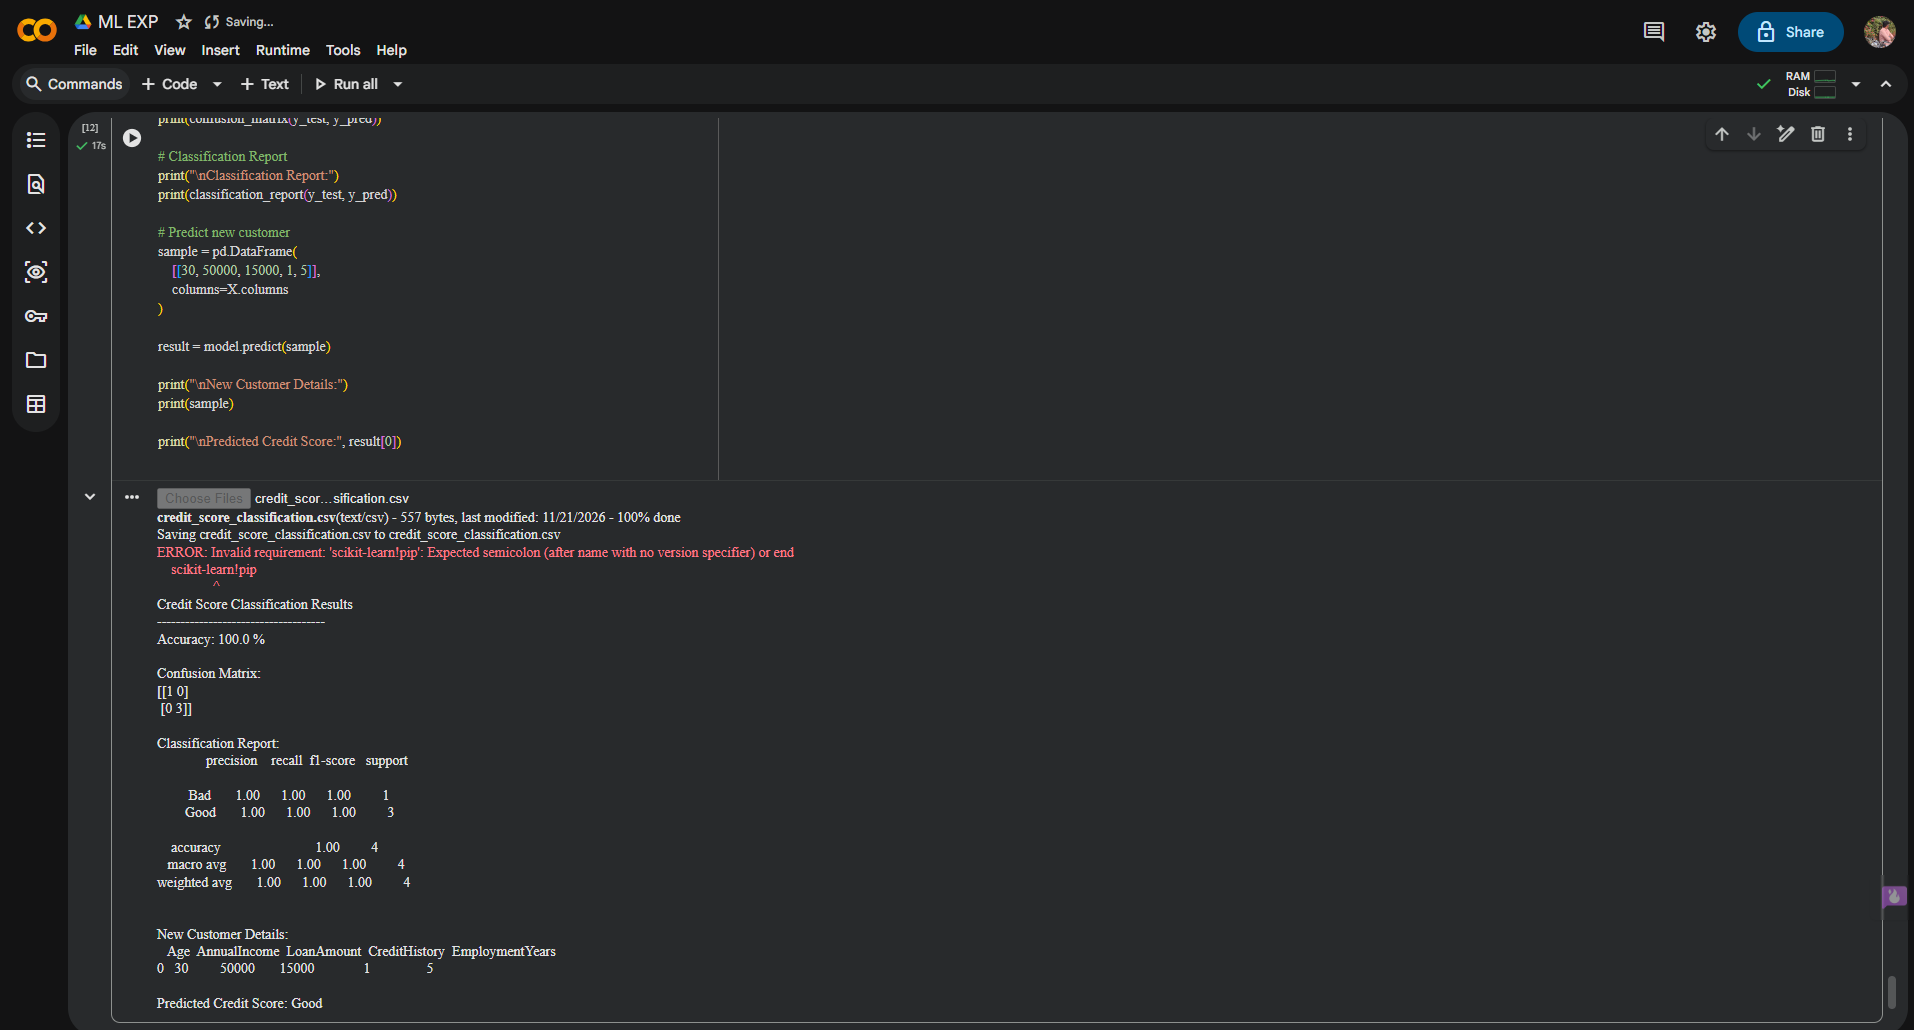 ML EXP Saving...
File Edit View Insert Runtime Tools Help
Share
Commands + Code + Text Run all
RAM
Disk
[12]
17s
print(confusion_matrix(y_test, y_pred))
# Classification Report
print("\nClassification Report:")
print(classification_report(y_test, y_pred))
# Predict new customer
sample = pd.DataFrame(
[[30, 50000, 15000, 1, 5]],
columns=X.columns
)
result = model.predict(sample)
print("\nNew Customer Details:")
print(sample)
print("\nPredicted Credit Score:", result[0])
Choose Files credit_scor...sification.csv
credit_score_classification.csv(text/csv) - 557 bytes, last modified: 11/21/2026 - 100% done
Saving credit_score_classification.csv to credit_score_classification.csv
ERROR: Invalid requirement: 'scikit-learn!pip': Expected semicolon (after name with no version specifier) or end
scikit-learn!pip
^
Credit Score Classification Results
------------------------------------
Accuracy: 100.0 %
Confusion Matrix:
[[1 0]
[0 3]]
Classification Report:
precision recall f1-score support
Bad 1.00 1.00 1.00 1
Good 1.00 1.00 1.00 3
accuracy 1.00 4
macro avg 1.00 1.00 1.00 4
weighted avg 1.00 1.00 1.00 4
New Customer Details:
Age AnnualIncome LoanAmount CreditHistory EmploymentYears
0 30 50000 15000 1 5
Predicted Credit Score: Good